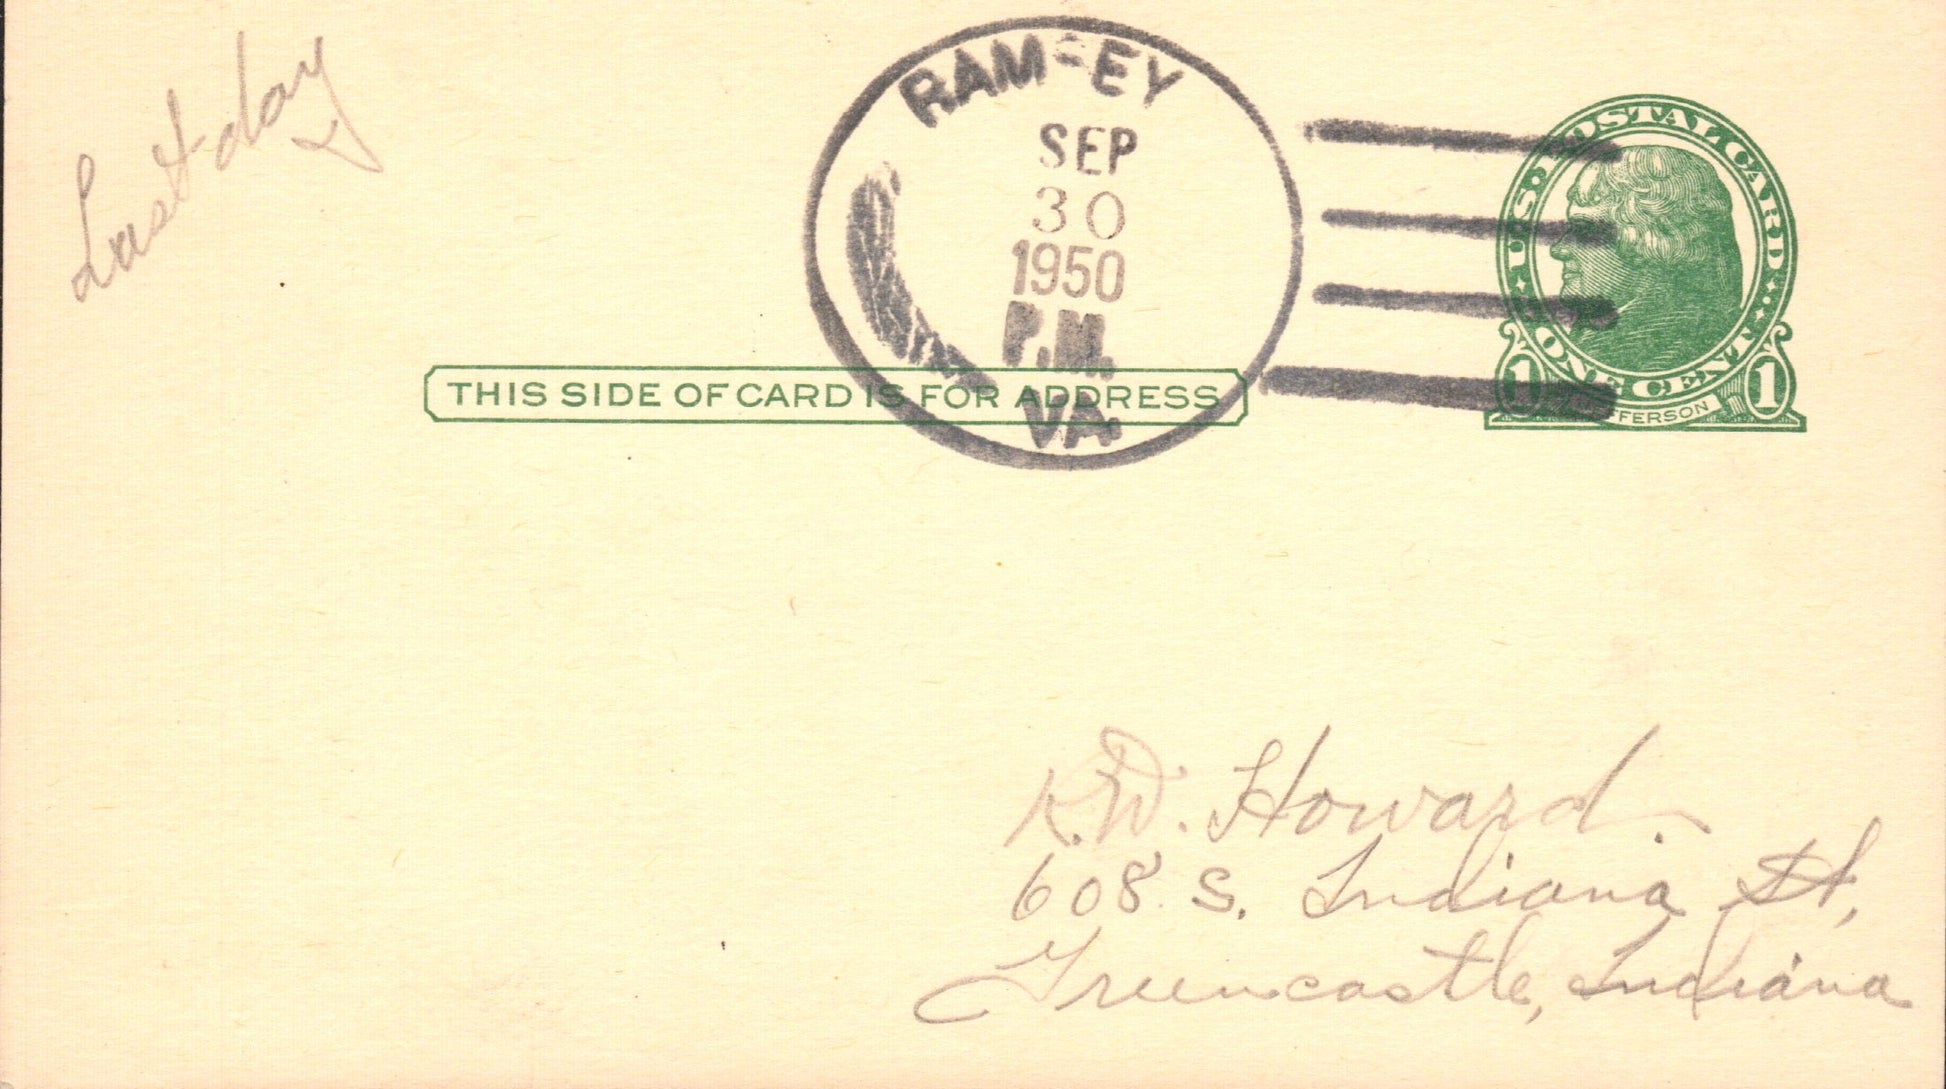 Last day
RAMSEY
SEP
30
1950
P.M.
VA.
U.S. POSTAL CARD
ONE CENT
1 1
JEFFERSON
THIS SIDE OF CARD IS FOR ADDRESS
K.W. Howard.
608 S. Indiana St,
Greencastle, Indiana